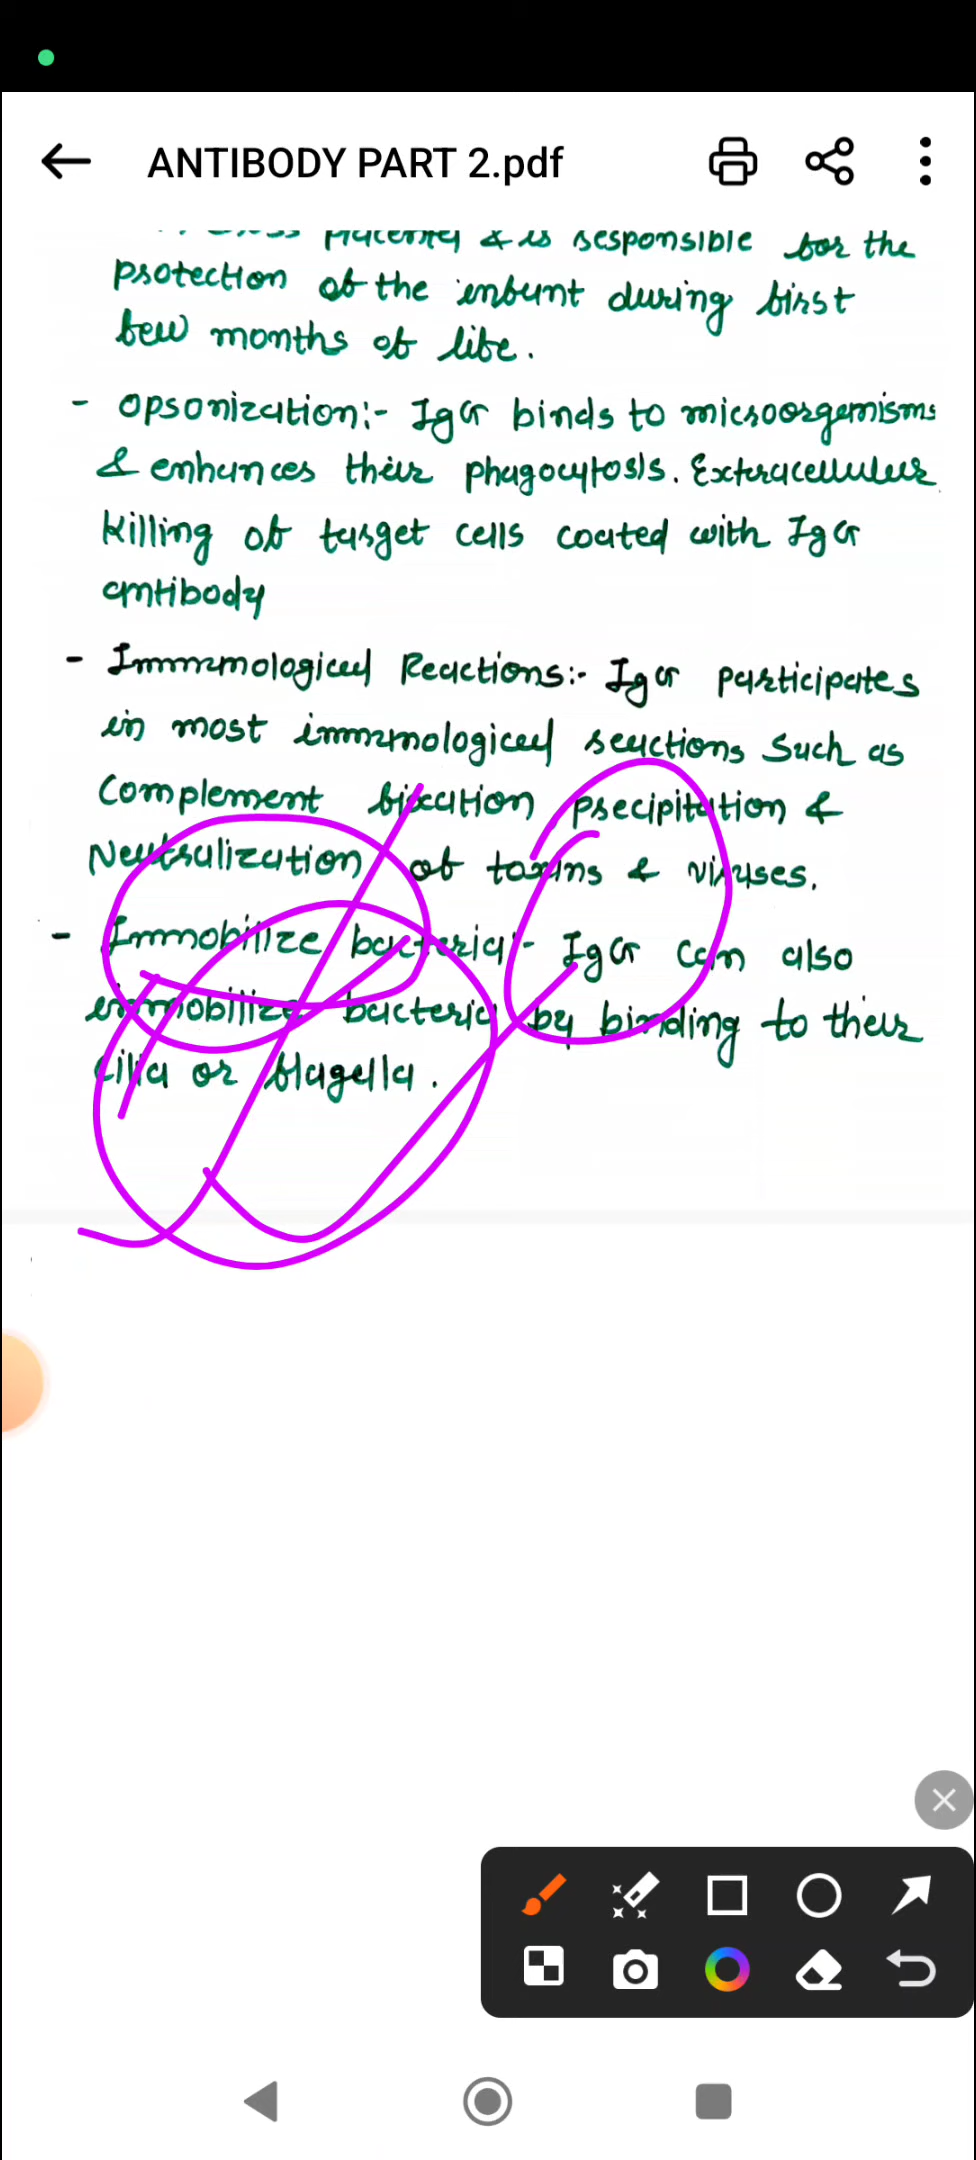 ANTIBODY PART 2.pdf
cross placenta & is responsible for the
protection of the infant during first
few months of life.
- Opsonization:- IgG binds to microorganisms
& enhances their phagocytosis. Extracellular
killing of target cells coated with IgG
antibody
- Immunological Reactions:- IgG participates
in most immunological reactions such as
Complement fixation precipitation &
Neutralization of toxins & viruses.
- Immobilize bacteria:- IgG can also
immobilize bacteria by binding to their
cilia or flagella.